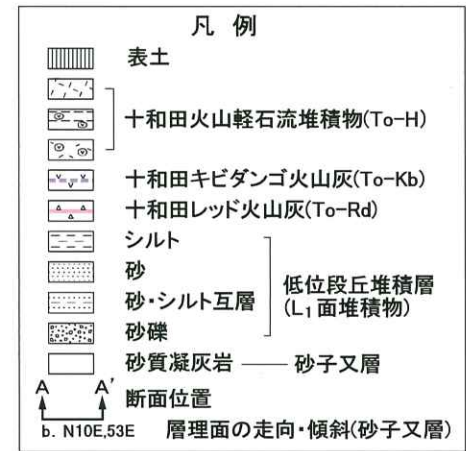 凡 例
表土
十和田火山軽石流堆積物(To-H)
十和田キビダンゴ火山灰(To-Kb)
十和田レッド火山灰(To-Rd)
シルト
砂
低位段丘堆積層
(L₁面堆積物)
砂・シルト互層
砂礫
砂質凝灰岩 —— 砂子又層
A A’
断面位置
b. N10E,53E 層理面の走向・傾斜(砂子又層)